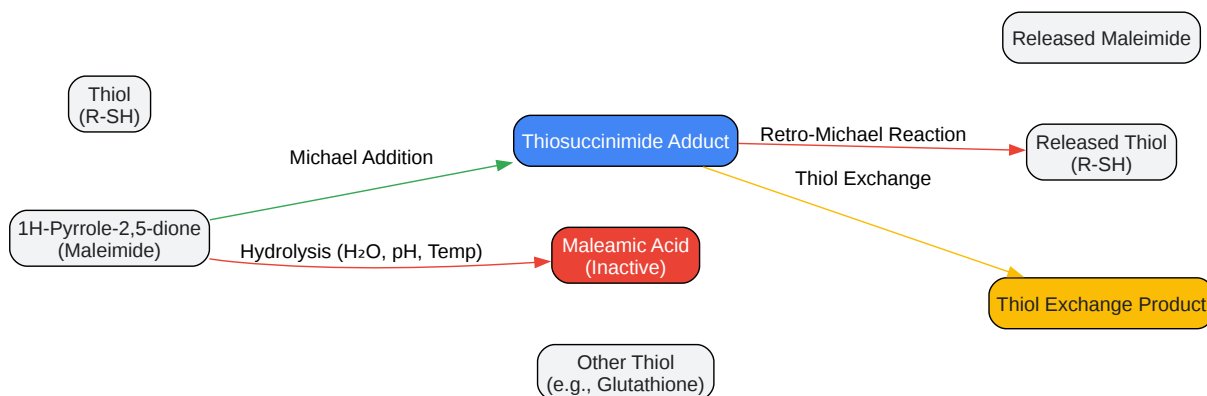 Released Maleimide
Thiol
(R-SH)
Thiosuccinimide Adduct
Retro-Michael Reaction
Released Thiol
(R-SH)
Michael Addition
Thiol Exchange
1H-Pyrrole-2,5-dione
(Maleimide)
Hydrolysis (H₂O, pH, Temp)
Maleamic Acid
(Inactive)
Thiol Exchange Product
Other Thiol
(e.g., Glutathione)